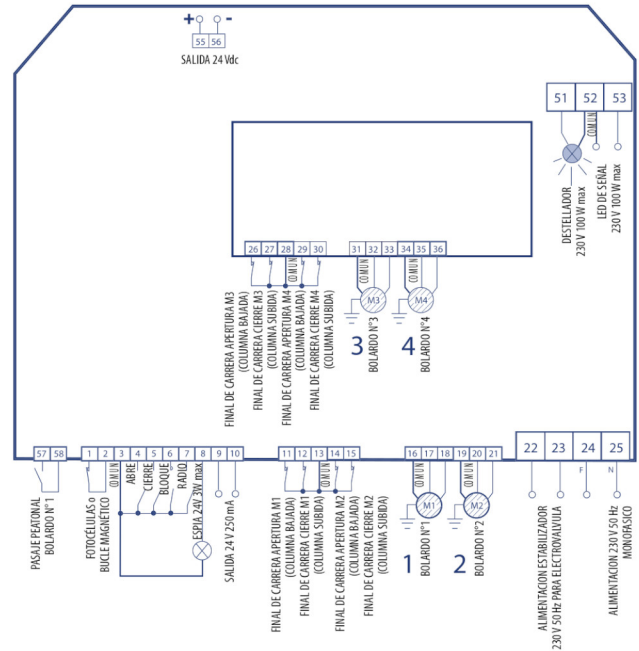 + -
55 56
SALIDA 24 Vdc
51 52 53
COMUN
DESTELLADOR
230 V 100 W max
LED DE SEÑAL
230 V 100 W max
26 27 28 29 30
COMUN
FINAL DE CARRERA APERTURA M3
(COLUMNA BAJADA)
FINAL DE CARRERA CIERRE M3
(COLUMNA SUBIDA)
FINAL DE CARRERA APERTURA M4
(COLUMNA BAJADA)
FINAL DE CARRERA CIERRE M4
(COLUMNA SUBIDA)
31 32 33
COMUN
M3
3
BOLARDO N°3
34 35 36
COMUN
M4
4
BOLARDO N°4
57 58
PASAJE PEATONAL
BOLARDO N° 1
1 2 3 4 5 6 7 8 9 10
FOTOCÉLULAS o
BUCLE MAGNÉTICO
COMUN
ABRE
CIERRE
BLOQUE
RADIO
ESPIA 24V 3W max
SALIDA 24 V 250 mA
11 12 13 14 15
COMUN
FINAL DE CARRERA APERTURA M1
(COLUMNA BAJADA)
FINAL DE CARRERA CIERRE M1
(COLUMNA SUBIDA)
FINAL DE CARRERA APERTURA M2
(COLUMNA BAJADA)
FINAL DE CARRERA CIERRE M2
(COLUMNA SUBIDA)
16 17 18
COMUN
M1
1
BOLARDO N°1
19 20 21
COMUN
M2
2
BOLARDO N°2
22 23 24 25
F N
ALIMENTACION ESTABILIZADOR
230 V 50 Hz PARA ELECTROVALVULA
ALIMENTACION 230 V 50 Hz
MONOFASICO